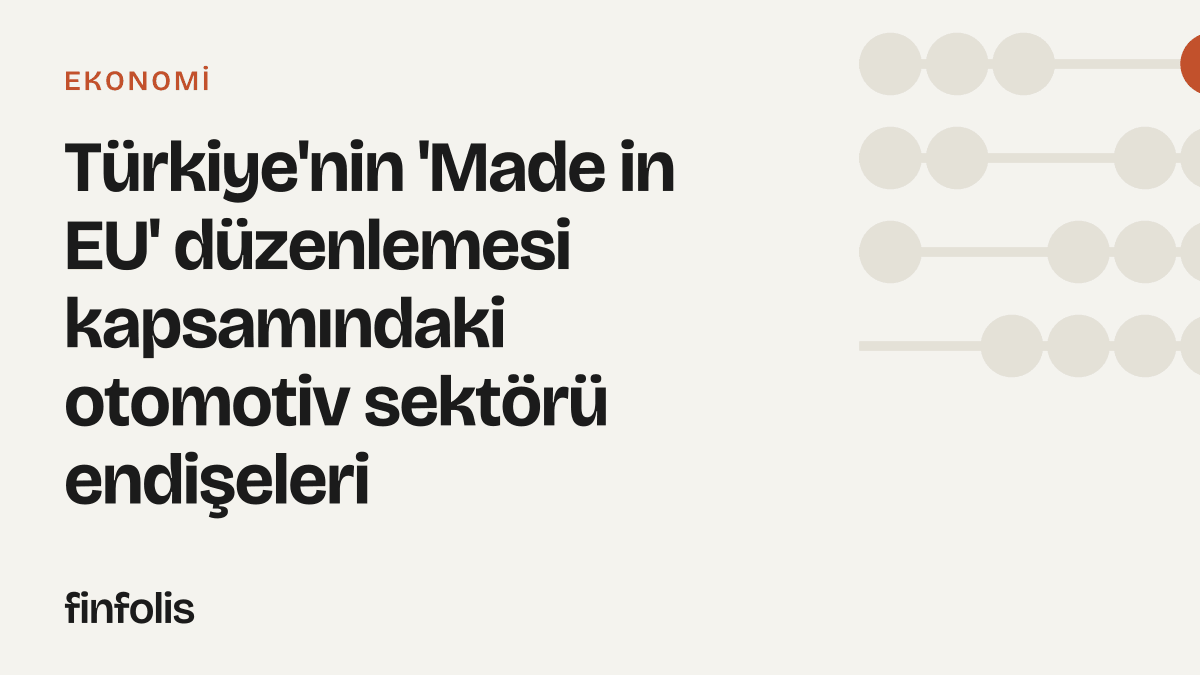 EKONOMİ
Türkiye'nin 'Made in
EU' düzenlemesi
kapsamındaki
otomotiv sektörü
endişeleri
finfolis